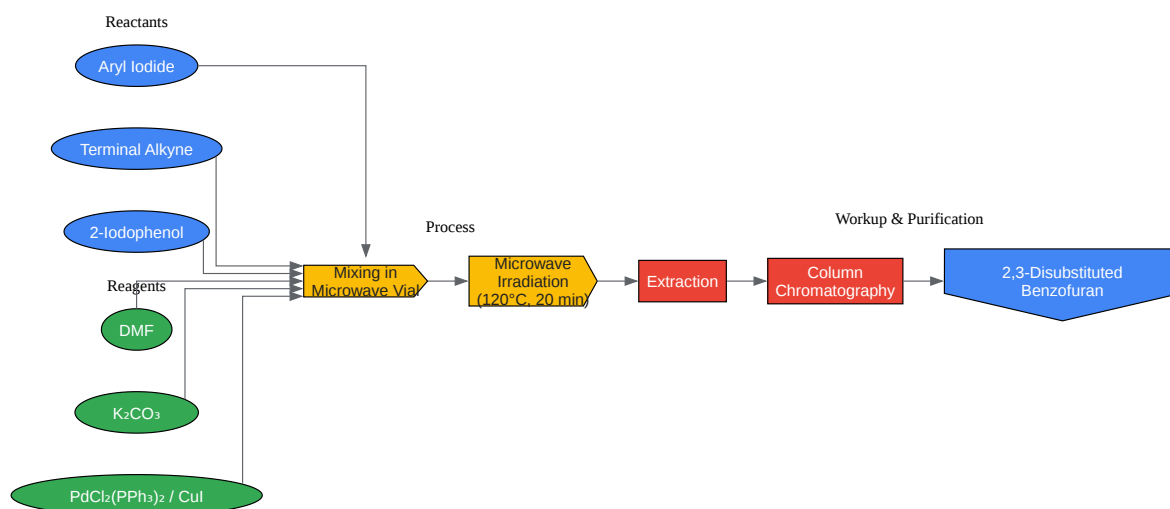 Reactants
Aryl Iodide
Terminal Alkyne
2-Iodophenol
Reagents
DMF
K₂CO₃
PdCl₂(PPh₃)₂ / CuI
Process
Mixing in
Microwave Vial
Microwave
Irradiation
(120°C, 20 min)
Workup & Purification
Extraction
Column
Chromatography
2,3-Disubstituted
Benzofuran